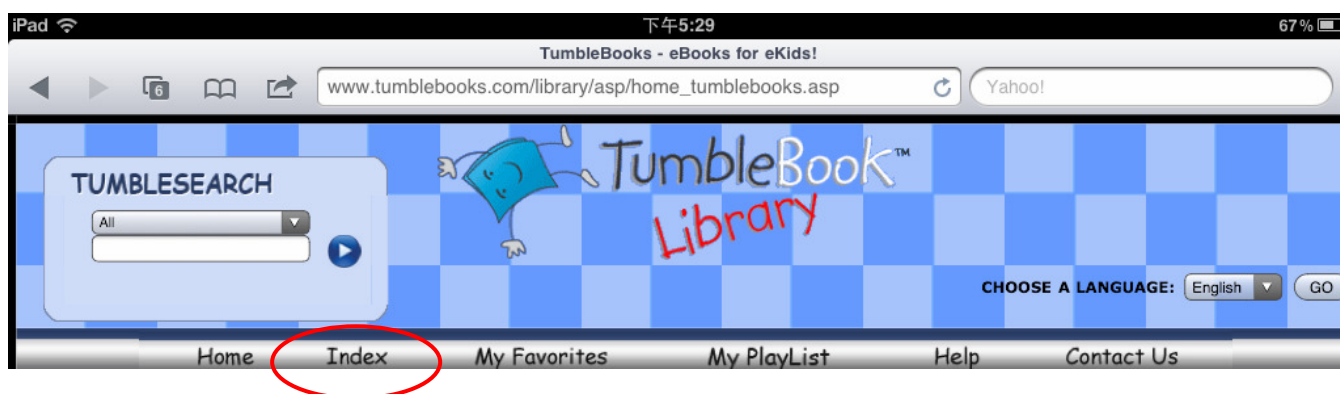 iPad 下午5:29 67%
TumbleBooks - eBooks for eKids!
6 www.tumblebooks.com/library/asp/home_tumblebooks.asp Yahoo!
TUMBLESEARCH
All
TumbleBook™
Library
CHOOSE A LANGUAGE: English GO
Home Index My Favorites My PlayList Help Contact Us